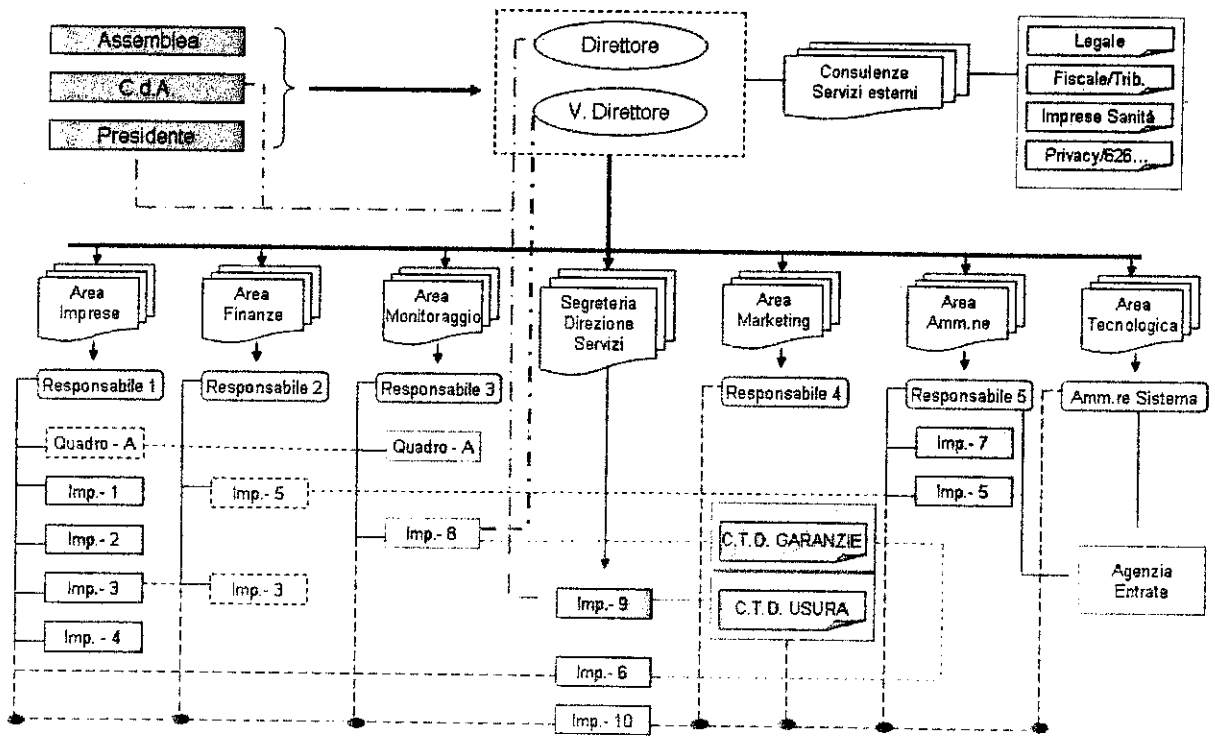 Assemblea
C.d.A.
Presidente
Direttore
V. Direttore
Consulenze
Servizi esterni
Legale
Fiscale/Trib.
Imprese Sanità
Privacy/626...
Area
Imprese
Area
Finanze
Area
Monitoraggio
Segreteria
Direzione
Servizi
Area
Marketing
Area
Amm.ne
Area
Tecnologica
Responsabile 1
Responsabile 2
Responsabile 3
Responsabile 4
Responsabile 5
Amm.re Sistema
Quadro - A
Quadro - A
Imp.- 7
Imp.- 1
Imp.- 5
Imp.- 5
Imp.- 2
Imp.- 8
C.T.D. GARANZIE
Imp.- 3
Imp.- 3
Imp.- 9
C.T.D. USURA
Agenzia
Entrate
Imp.- 4
Imp.- 6
Imp.- 10